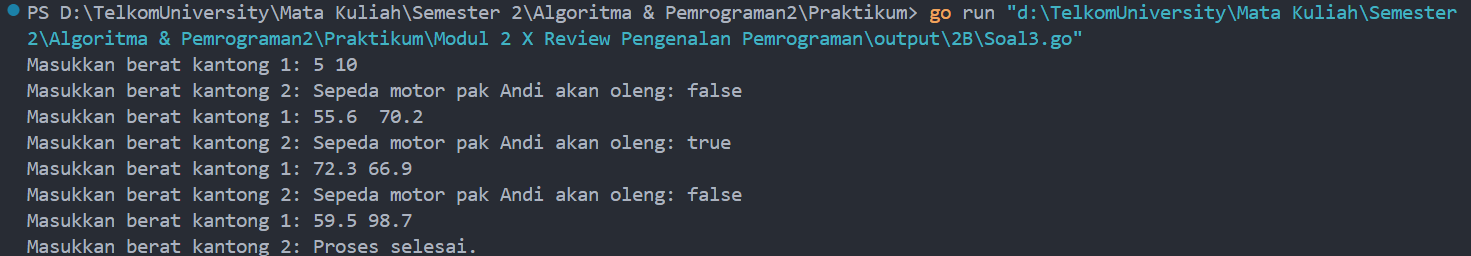 PS D:\TelkomUniversity\Mata Kuliah\Semester 2\Algoritma & Pemrograman2\Praktikum> go run "d:\TelkomUniversity\Mata Kuliah\Semester
2\Algoritma & Pemrograman2\Praktikum\Modul 2 X Review Pengenalan Pemrograman\output\2B\Soal3.go"
Masukkan berat kantong 1: 5 10
Masukkan berat kantong 2: Sepeda motor pak Andi akan oleng: false
Masukkan berat kantong 1: 55.6  70.2
Masukkan berat kantong 2: Sepeda motor pak Andi akan oleng: true
Masukkan berat kantong 1: 72.3 66.9
Masukkan berat kantong 2: Sepeda motor pak Andi akan oleng: false
Masukkan berat kantong 1: 59.5 98.7
Masukkan berat kantong 2: Proses selesai.